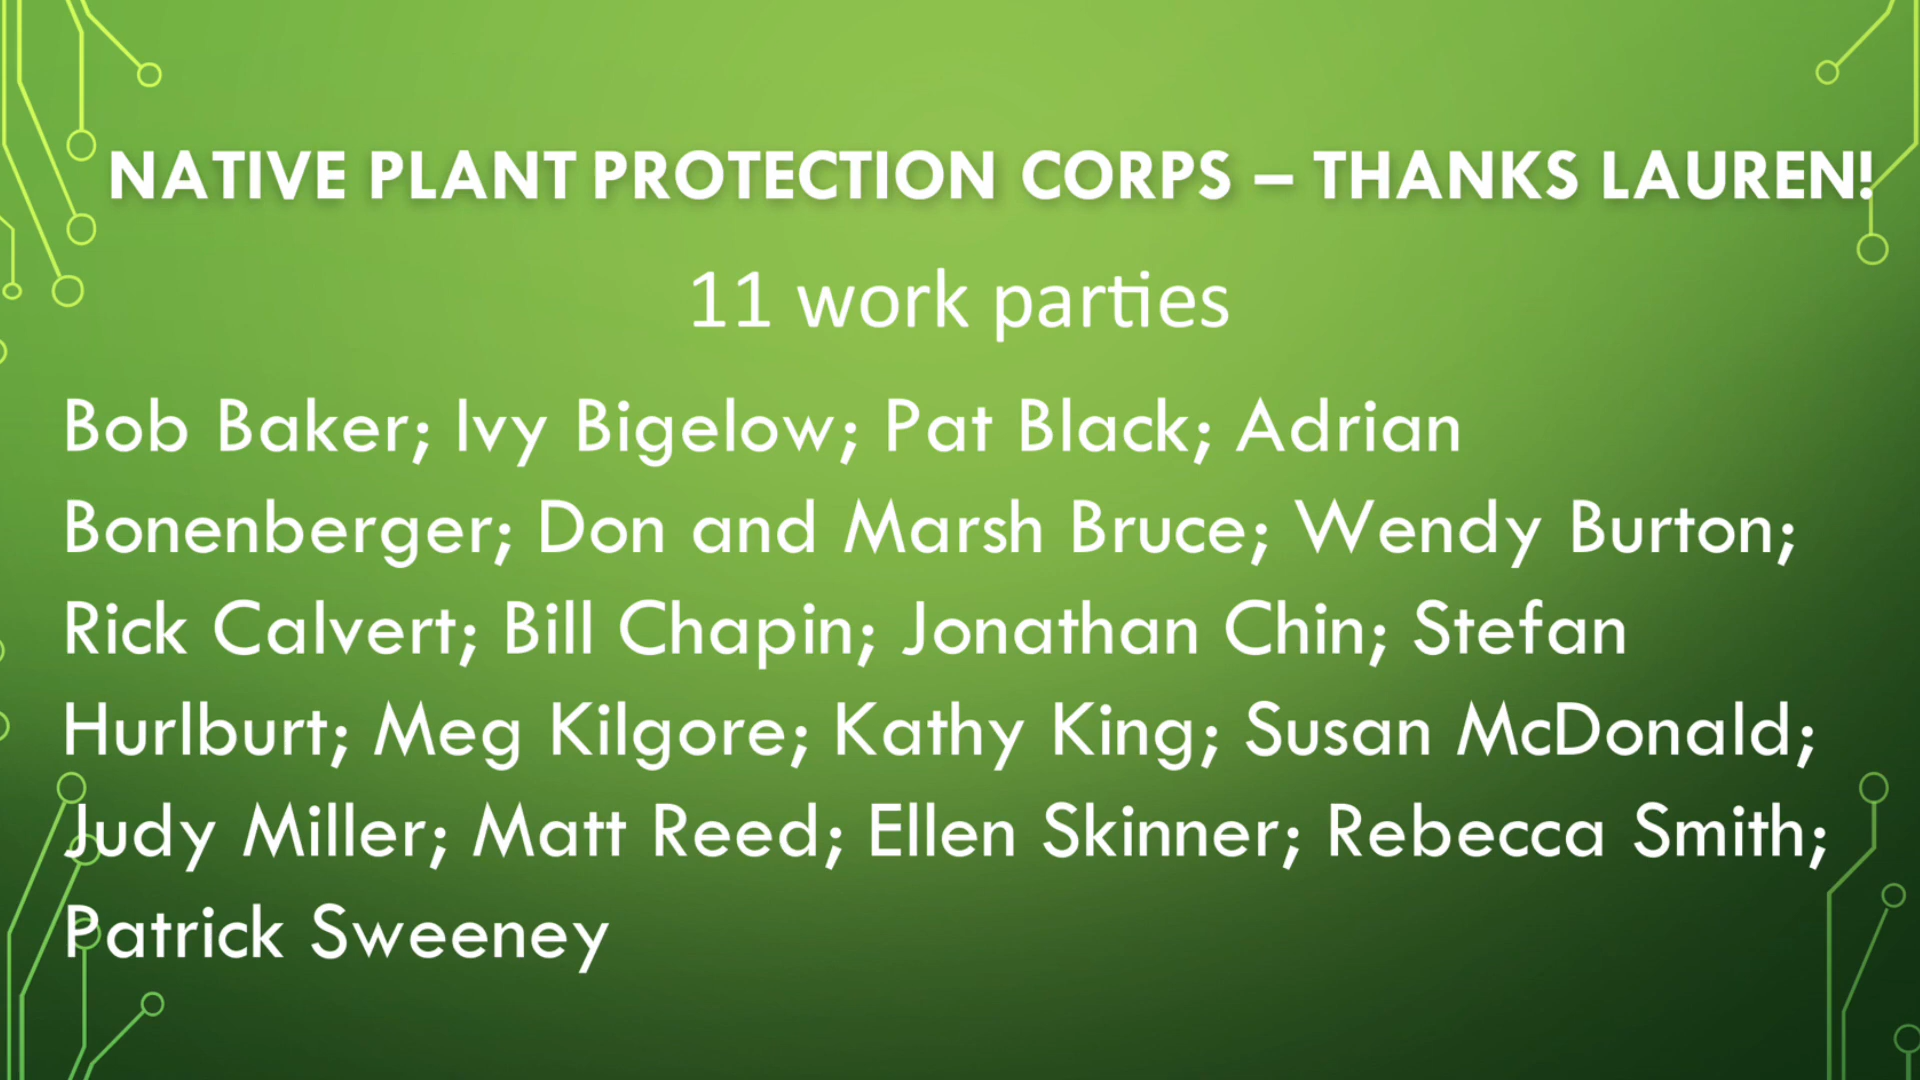 NATIVE PLANT PROTECTION CORPS – THANKS LAUREN!
11 work parties
Bob Baker; Ivy Bigelow; Pat Black; Adrian
Bonenberger; Don and Marsh Bruce; Wendy Burton;
Rick Calvert; Bill Chapin; Jonathan Chin; Stefan
Hurlburt; Meg Kilgore; Kathy King; Susan McDonald;
Judy Miller; Matt Reed; Ellen Skinner; Rebecca Smith;
Patrick Sweeney